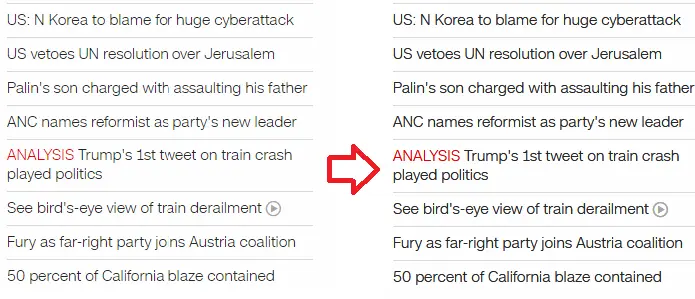 US: N Korea to blame for huge cyberattack
US vetoes UN resolution over Jerusalem
Palin's son charged with assaulting his father
ANC names reformist as party's new leader
ANALYSIS Trump's 1st tweet on train crash
played politics
See bird's-eye view of train derailment
Fury as far-right party joins Austria coalition
50 percent of California blaze contained
US: N Korea to blame for huge cyberattack
US vetoes UN resolution over Jerusalem
Palin's son charged with assaulting his father
ANC names reformist as party's new leader
ANALYSIS Trump's 1st tweet on train crash
played politics
See bird's-eye view of train derailment
Fury as far-right party joins Austria coalition
50 percent of California blaze contained